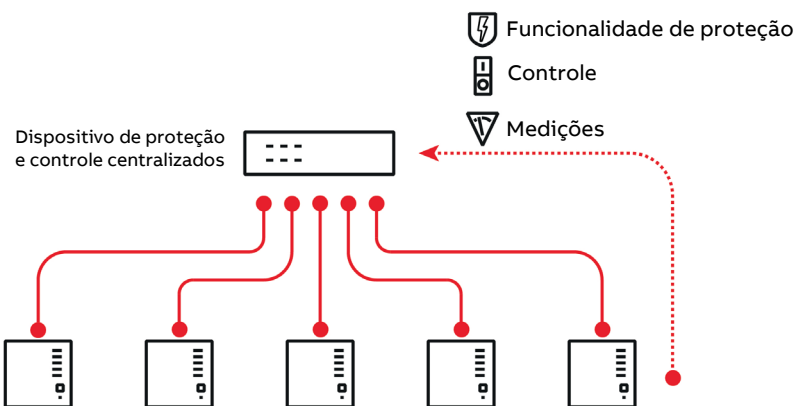 Funcionalidade de proteção
Controle
Medições
Dispositivo de proteção
e controle centralizados